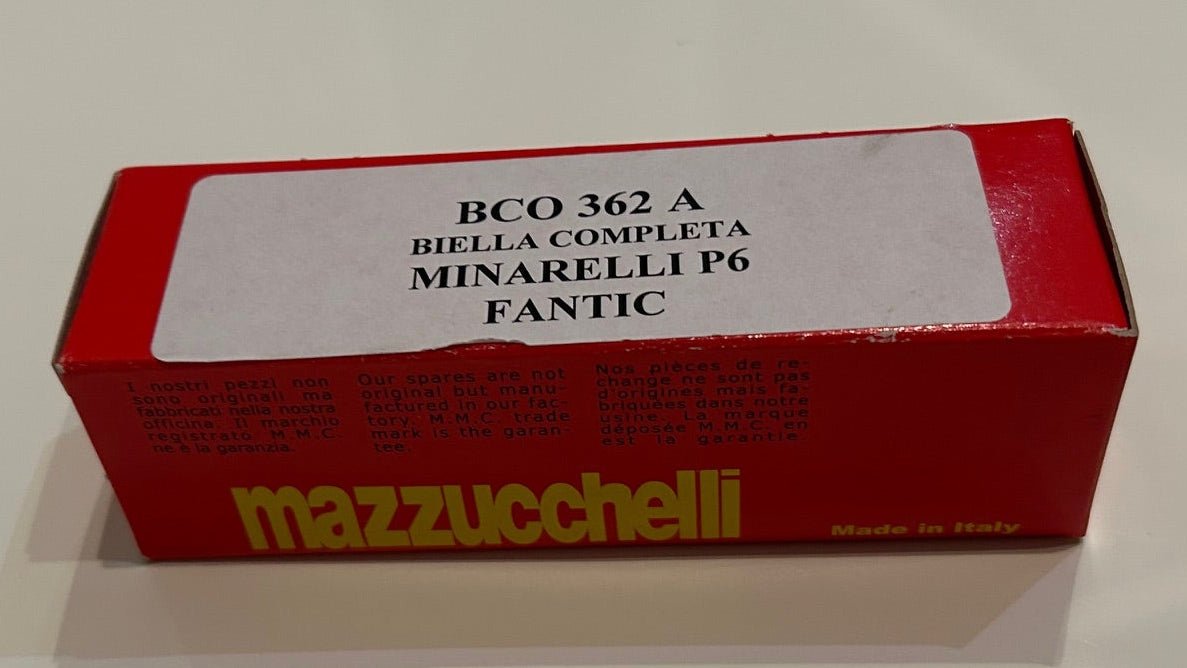 BCO 362 A
BIELLA COMPLETA
MINARELLI P6
FANTIC
I nostri pezzi non
sono originali ma
fabbricati nella nostra
officina. Il marchio
registrato M.M.C.
ne è la garanzia.
Our spares are not
original but manu-
factured in our fac-
tory. M.M.C. trade
mark is the garan-
tee.
Nos pièces de re-
change ne sont pas
d'origines mais fa-
briquées dans notre
usine. La marque
déposée M.M.C. en
est la garantie.
mazzucchelli
Made in Italy